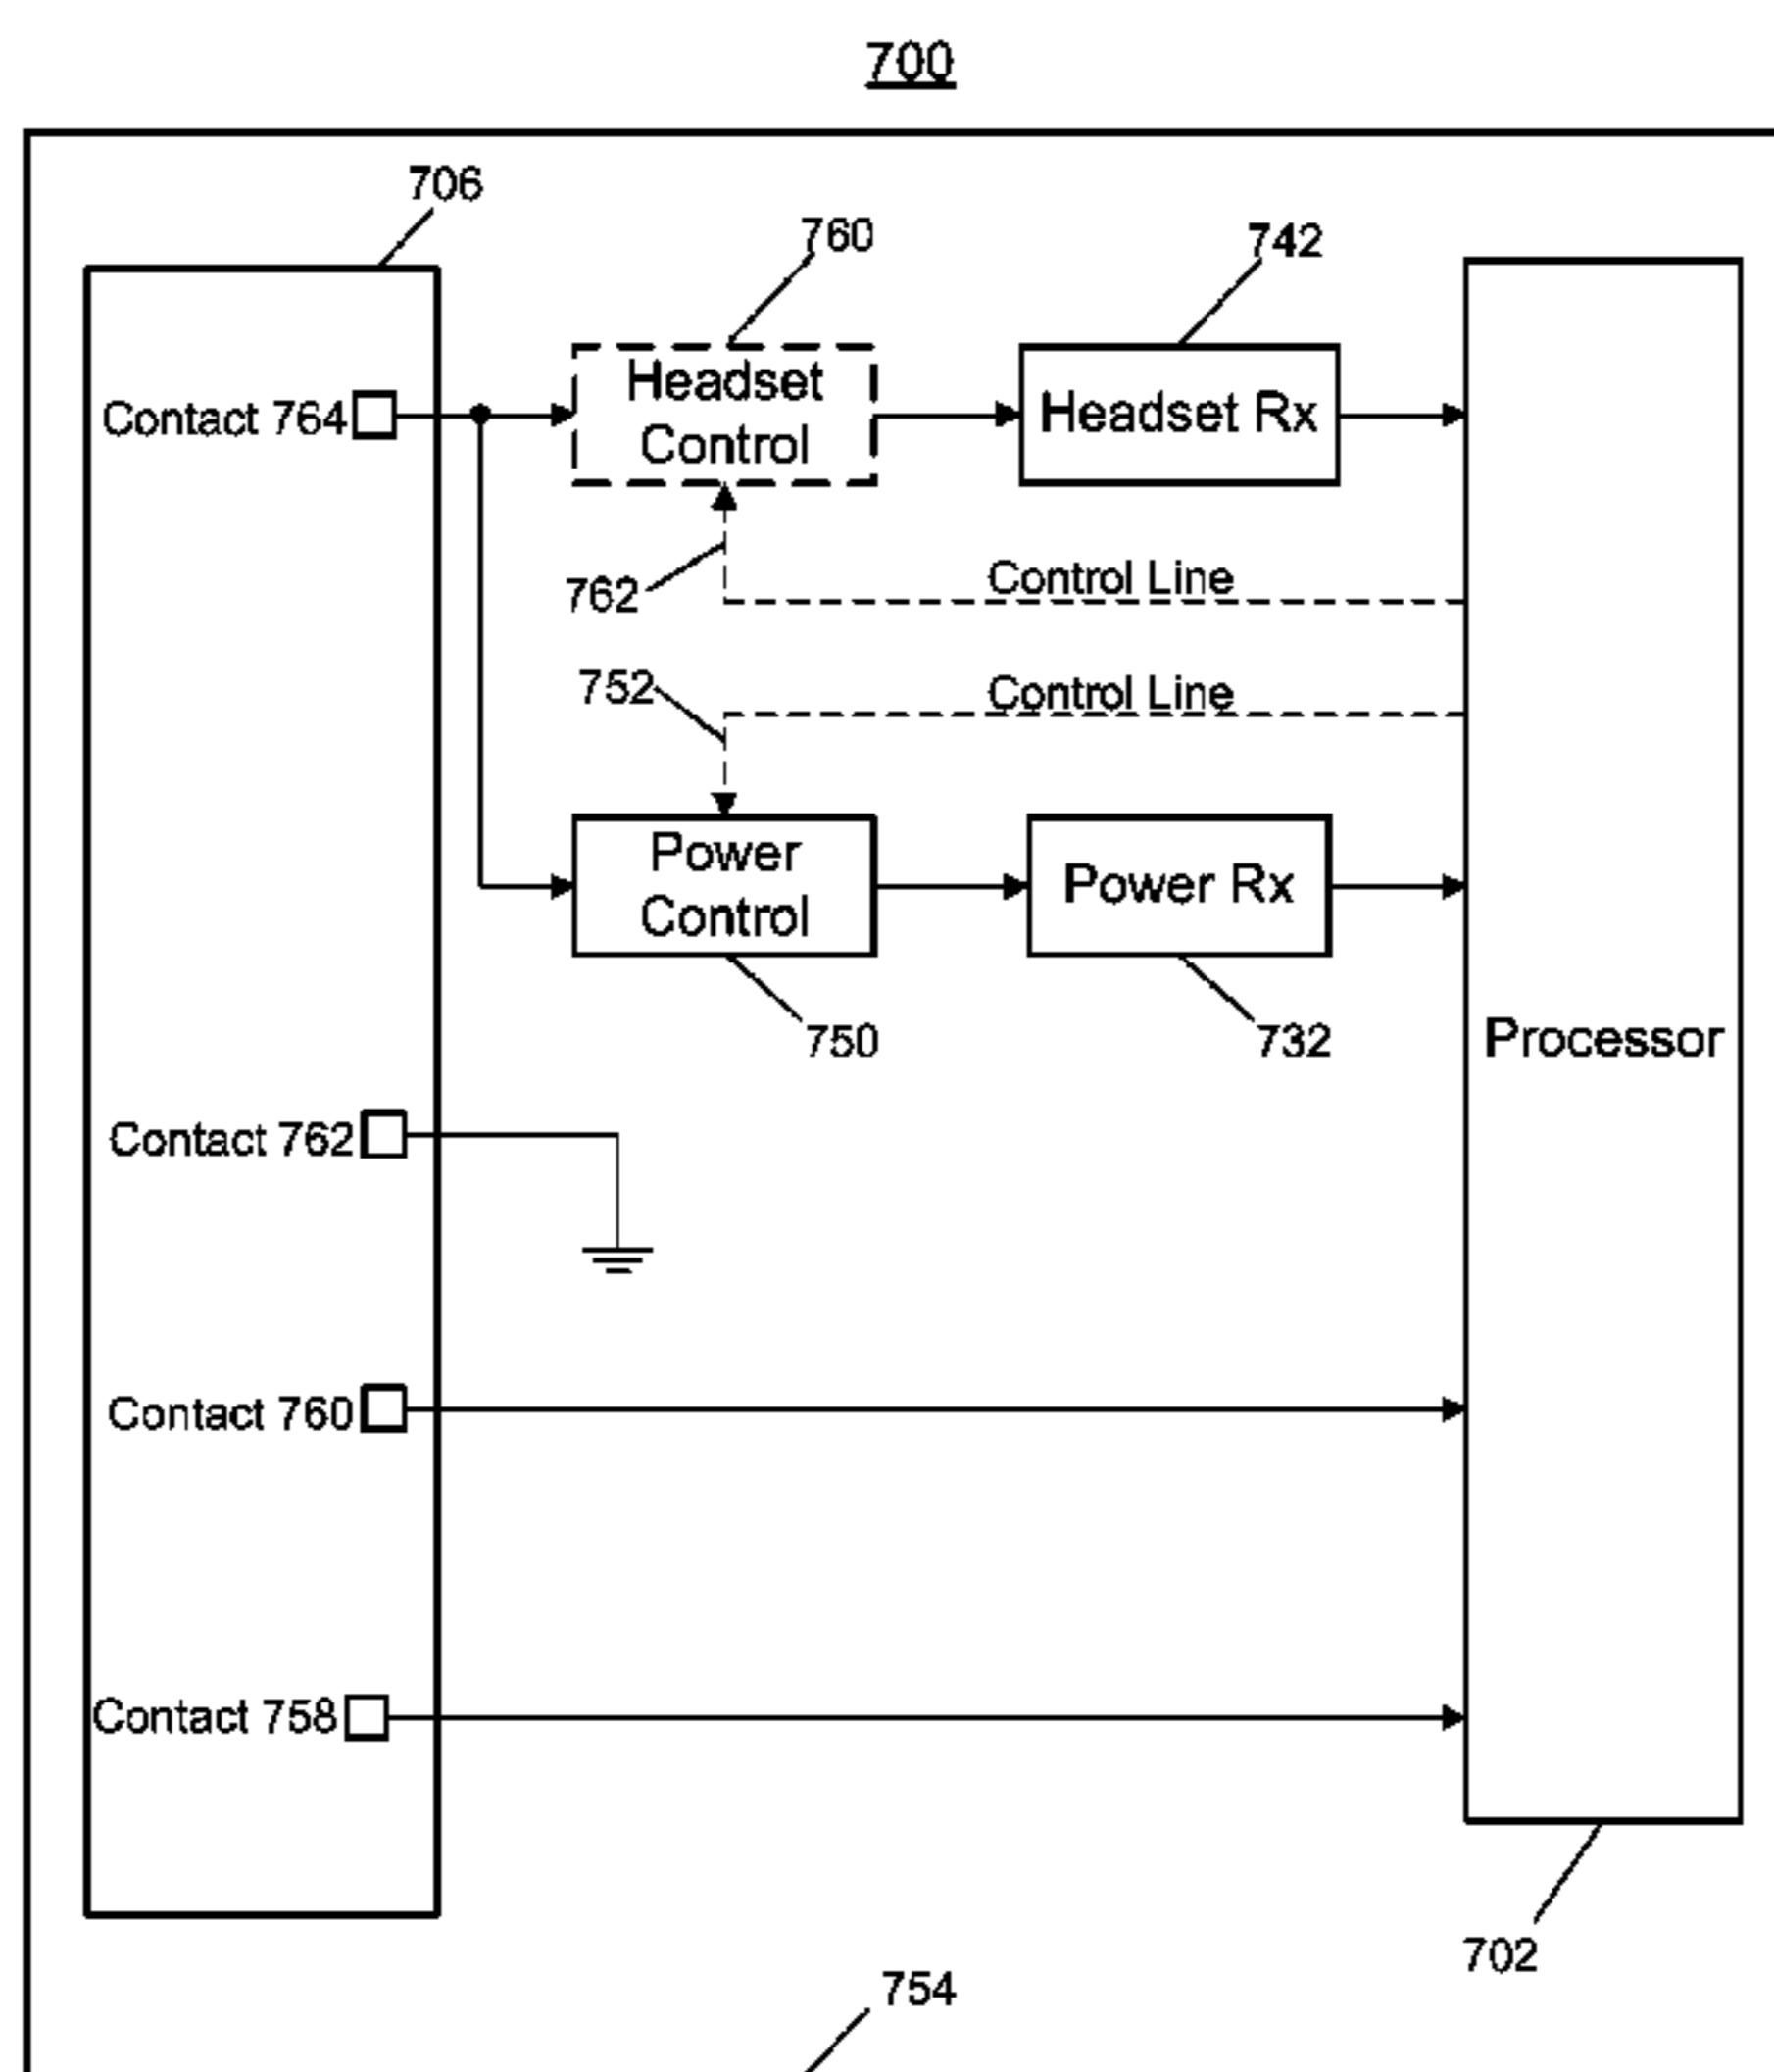 700
706
760
742
Contact 764
Headset
Control
Headset Rx
762
Control Line
752
Control Line
Power
Control
Power Rx
750
732
Processor
Contact 762
Contact 760
Contact 758
702
754